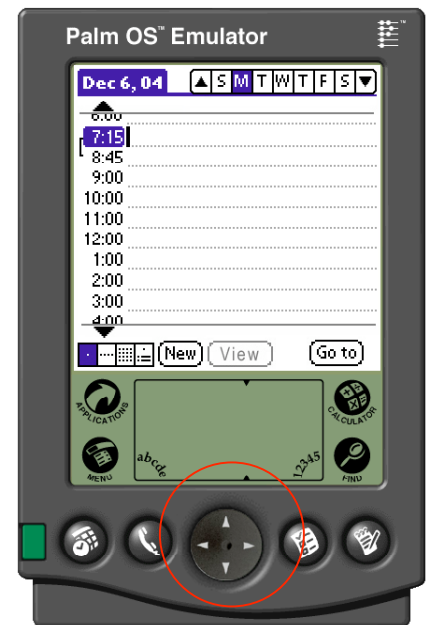 Palm OS™ Emulator
Dec 6, 04 S M T W T F S
6:00
7:15
8:45
9:00
10:00
11:00
12:00
1:00
2:00
3:00
4:00
New View Go to
APPLICATIONS CALCULATOR
MENU abcde 12345 FIND